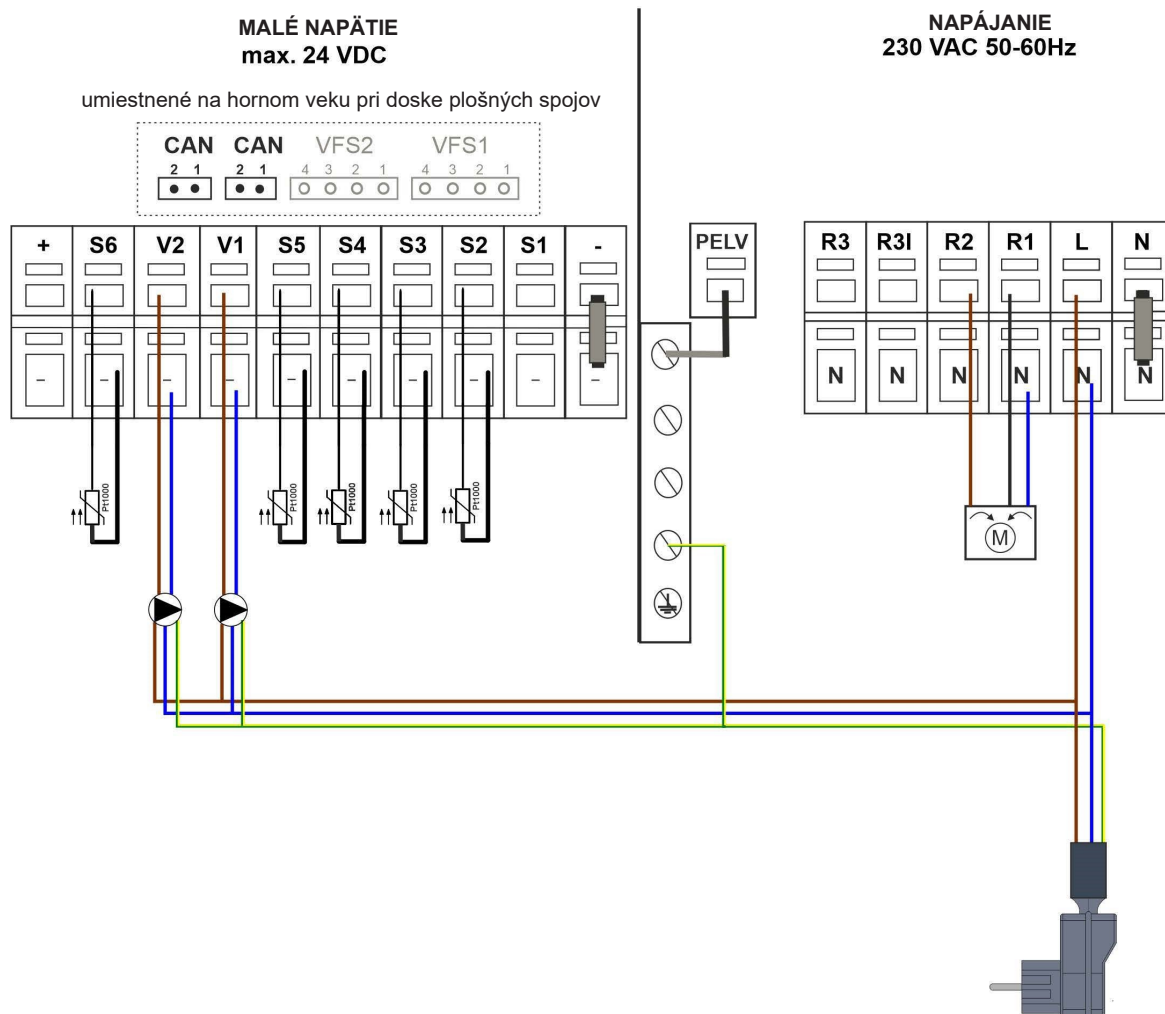 MALÉ NAPÄTIE
max. 24 VDC
umiestnené na hornom veku pri doske plošných spojov
CAN CAN VFS2 VFS1
2 1 2 1 4 3 2 1 4 3 2 1
+ S6 V2 V1 S5 S4 S3 S2 S1 -
- - - - - - - - - -
Pt1000 Pt1000 Pt1000 Pt1000 Pt1000
PELV
NAPÁJANIE
230 VAC 50-60Hz
R3 R3I R2 R1 L N
N N N N N N
M